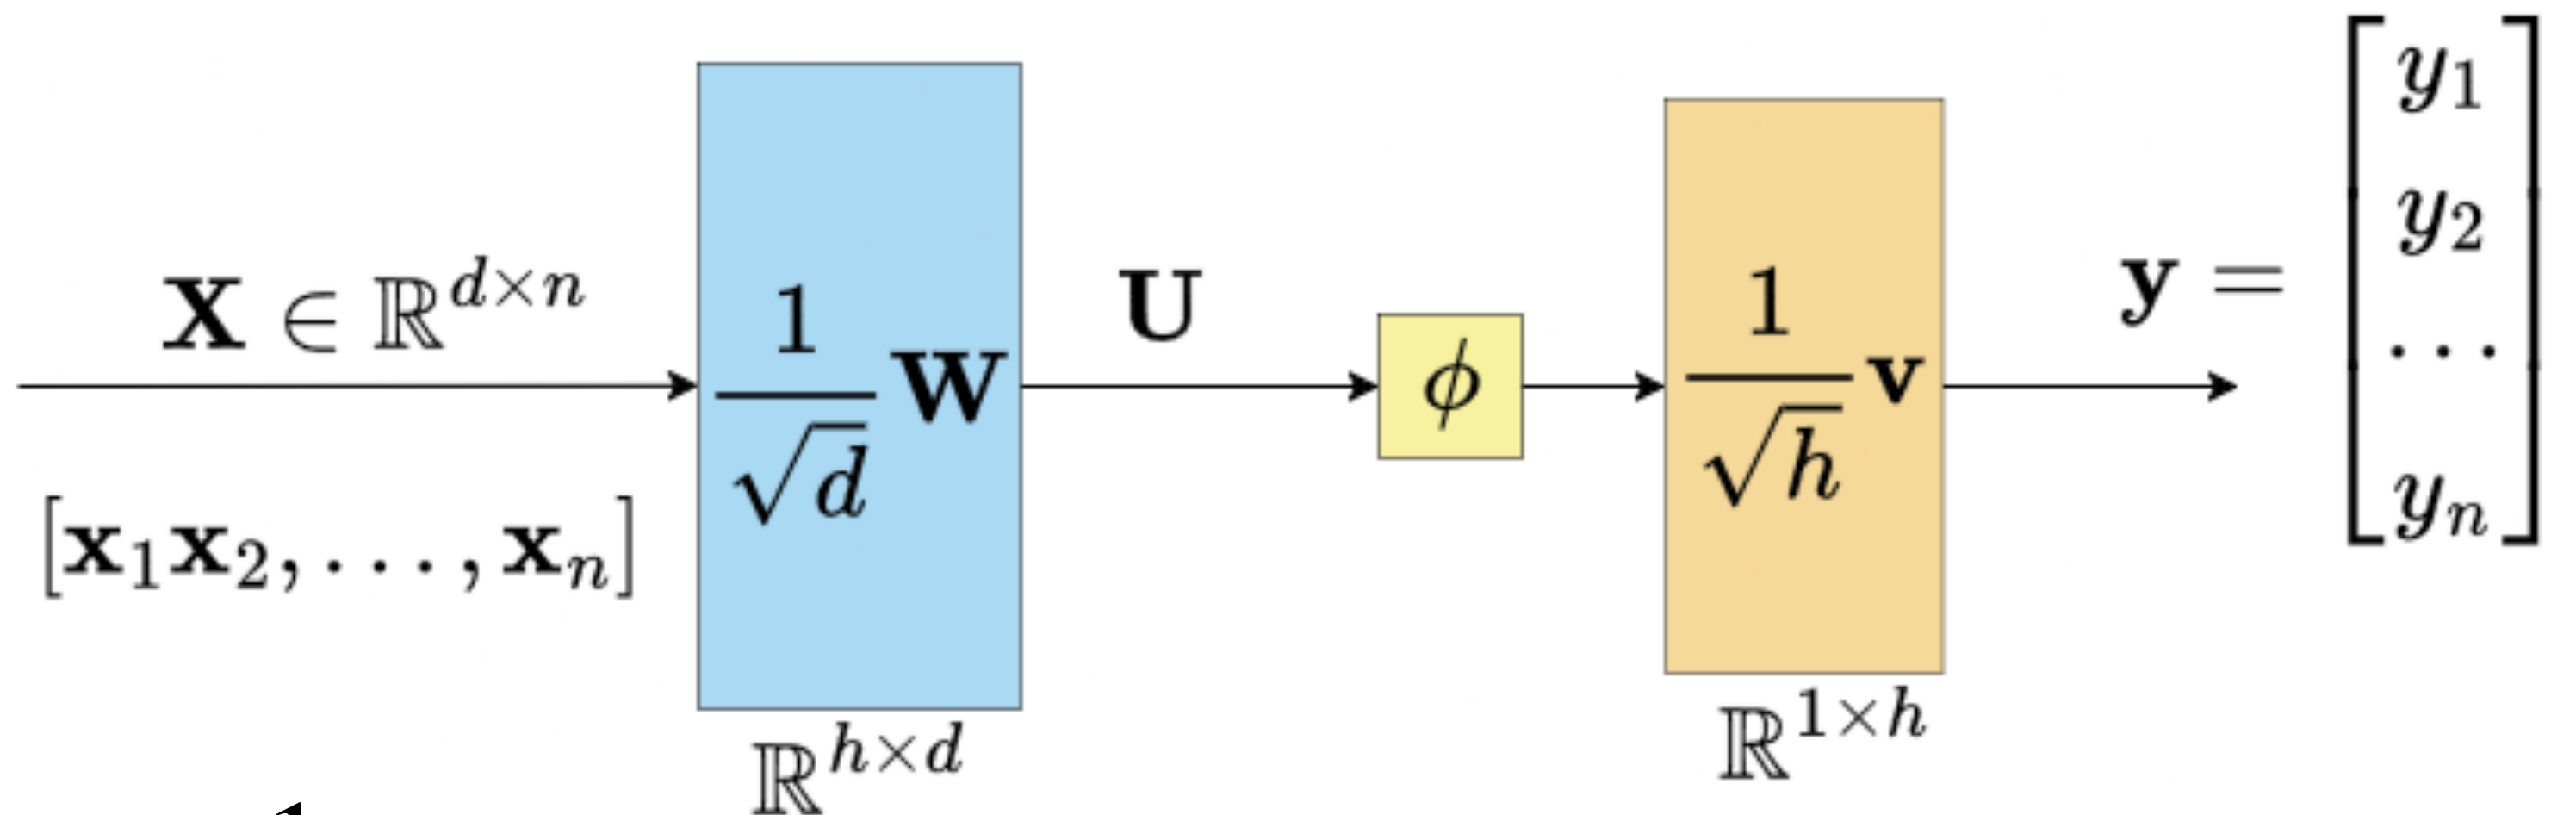 X ∈ ℝ^{d×n}
[x₁x₂, . . . , xₙ]
1/√d W
ℝ^{h×d}
U
ϕ
1/√h v
ℝ^{1×h}
y =
y₁
y₂
. . .
yₙ